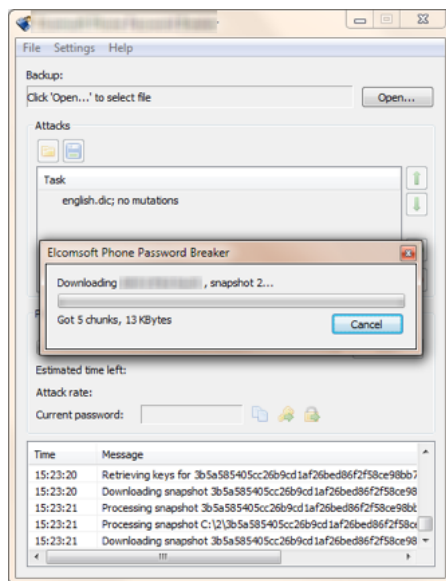 File Settings Help
Backup:
Click 'Open...' to select file
Open...
Attacks
Task
english.dic; no mutations
Elcomsoft Phone Password Breaker
Downloading , snapshot 2...
Got 5 chunks, 13 KBytes
Cancel
Estimated time left:
Attack rate:
Current password:
Time Message
15:23:20 Retrieving keys for 3b5a585405cc26b9cd1af26bed86f2f58ce98bb7
15:23:20 Downloading snapshot 3b5a585405cc26b9cd1af26bed86f2f58ce98
15:23:21 Processing snapshot 3b5a585405cc26b9cd1af26bed86f2f58ce98bb
15:23:21 Processing snapshot C:\2\3b5a585405cc26b9cd1af26bed86f2f58ce
15:23:21 Downloading snapshot 3b5a585405cc26b9cd1af26bed86f2f58ce98